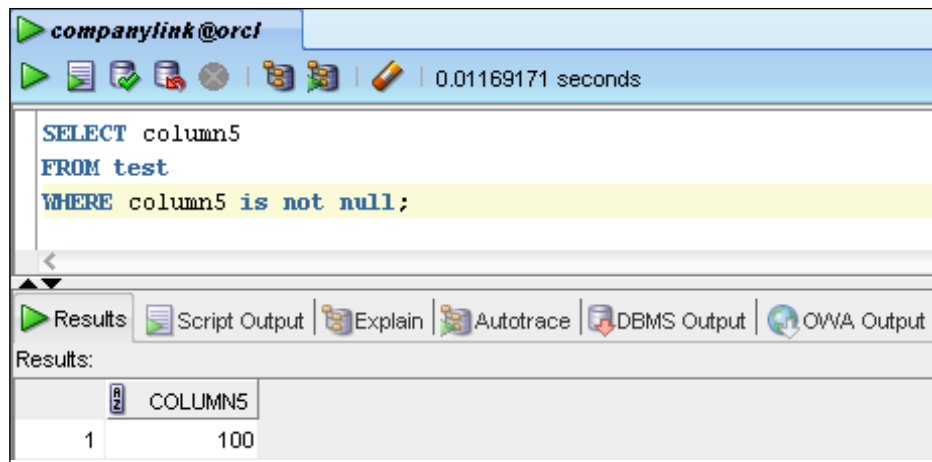 companylink@orcl
0.01169171 seconds
SELECT column5
FROM test
WHERE column5 is not null;
Results Script Output Explain Autotrace DBMS Output OWA Output
Results:
COLUMN5
1 100